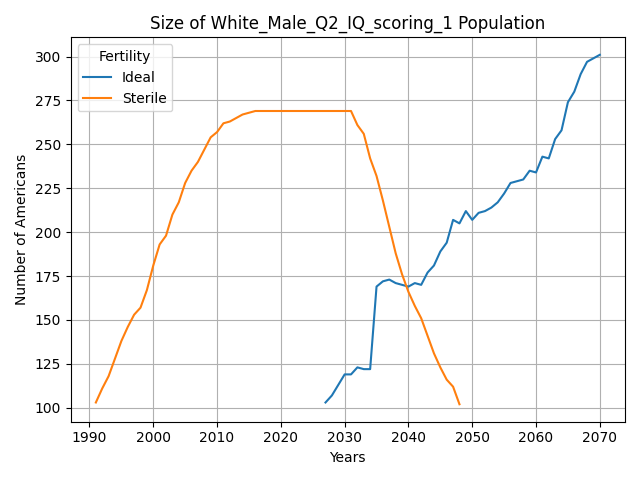 Size of White_Male_Q2_IQ_scoring_1 Population
Fertility
Ideal
Sterile
Number of Americans
300
275
250
225
200
175
150
125
100
1990 2000 2010 2020 2030 2040 2050 2060 2070
Years